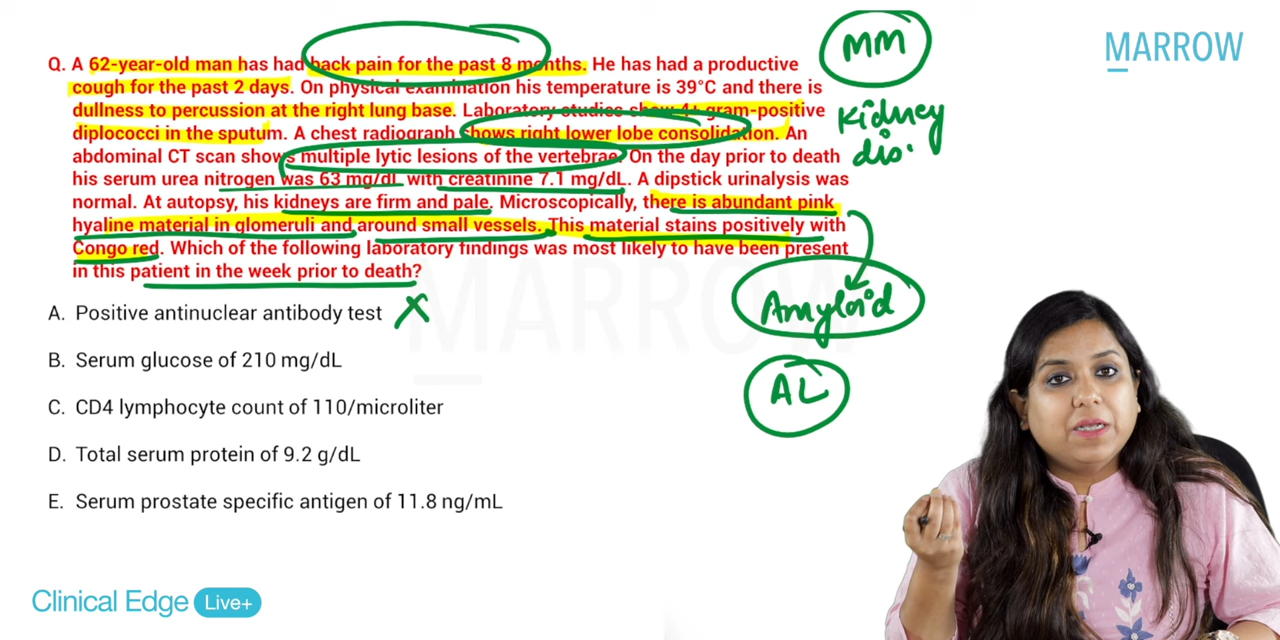 MARROW
MM
Kidney
dis.
Q. A 62-year-old man has had back pain for the past 8 months. He has had a productive
cough for the past 2 days. On physical examination his temperature is 39°C and there is
dullness to percussion at the right lung base. Laboratory studies show 4+ gram-positive
diplococci in the sputum. A chest radiograph shows right lower lobe consolidation. An
abdominal CT scan shows multiple lytic lesions of the vertebrae. On the day prior to death
his serum urea nitrogen was 63 mg/dL with creatinine 7.1 mg/dL. A dipstick urinalysis was
normal. At autopsy, his kidneys are firm and pale. Microscopically, there is abundant pink
hyaline material in glomeruli and around small vessels. This material stains positively with
Congo red. Which of the following laboratory findings was most likely to have been present
in this patient in the week prior to death?
Amyloid
AL
A. Positive antinuclear antibody test X
B. Serum glucose of 210 mg/dL
C. CD4 lymphocyte count of 110/microliter
D. Total serum protein of 9.2 g/dL
E. Serum prostate specific antigen of 11.8 ng/mL
MARROW
Clinical Edge Live+